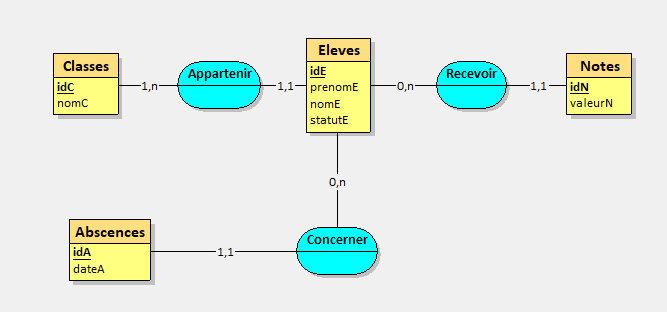 Classes
idC
nomC
1,n
Appartenir
1,1
Eleves
idE
prenomE
nomE
statutE
0,n
Recevoir
1,1
Notes
idN
valeurN
0,n
Abscences
idA
dateA
1,1
Concerner